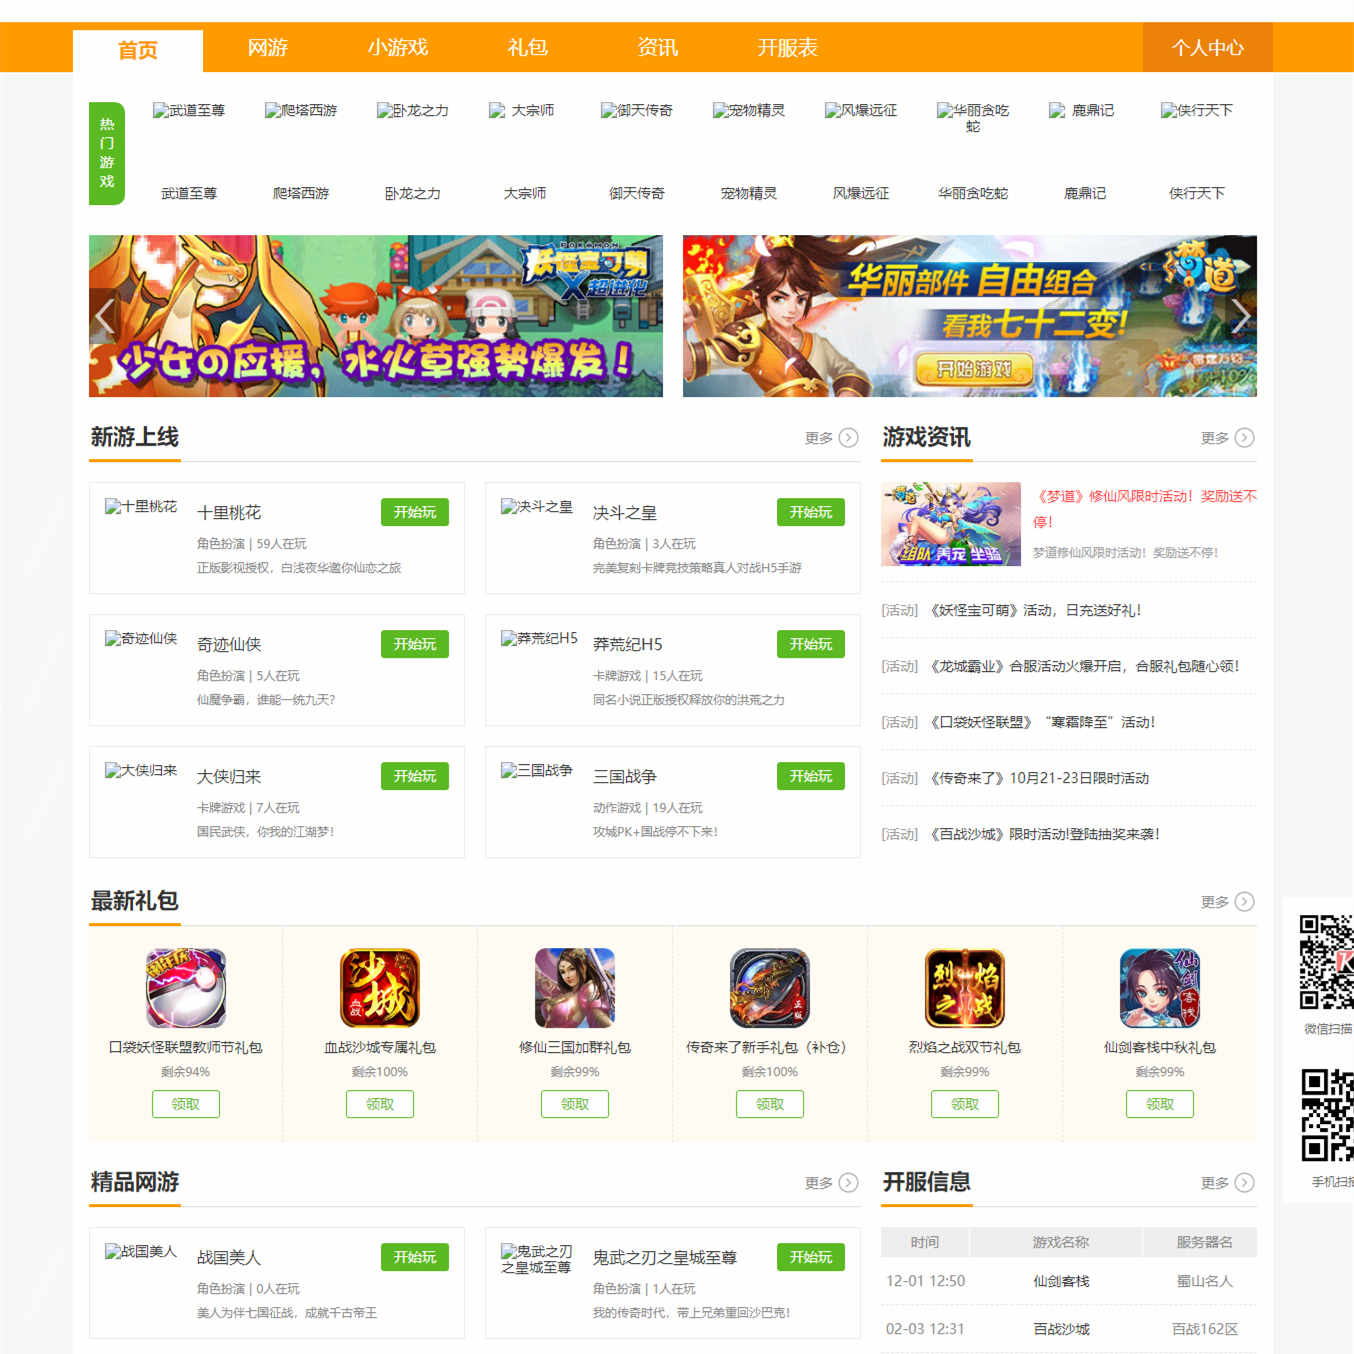 首页 网游 小游戏 礼包 资讯 开服表 个人中心
热门游戏
武道至尊 爬塔西游 卧龙之力 大宗师 御天传奇 宠物精灵 风爆远征 华丽贪吃蛇 鹿鼎记 侠行天下
武道至尊 爬塔西游 卧龙之力 大宗师 御天传奇 宠物精灵 风爆远征 华丽贪吃蛇 鹿鼎记 侠行天下
POKEMON
妖怪宝可萌
X 超进化
少女の应援，水火草强势爆发！
梦道
华丽部件 自由组合
看我七十二变!
开始游戏
新游上线 更多
十里桃花 十里桃花 开始玩
角色扮演 | 59人在玩
正版影视授权，白浅夜华邀你仙恋之旅
决斗之皇 决斗之皇 开始玩
角色扮演 | 3人在玩
完美复刻卡牌竞技策略真人对战H5手游
奇迹仙侠 奇迹仙侠 开始玩
角色扮演 | 5人在玩
仙魔争霸，谁能一统九天？
莽荒纪H5 莽荒纪H5 开始玩
卡牌游戏 | 15人在玩
同名小说正版授权释放你的洪荒之力
大侠归来 大侠归来 开始玩
卡牌游戏 | 7人在玩
国民武侠，你我的江湖梦！
三国战争 三国战争 开始玩
动作游戏 | 19人在玩
攻城PK+国战停不下来！
游戏资讯 更多
组队 养宠 坐骑
《梦道》修仙风限时活动！奖励送不
停！
梦道修仙风限时活动！奖励送不停！
[活动] 《妖怪宝可萌》活动，日充送好礼！
[活动] 《龙城霸业》合服活动火爆开启，合服礼包随心领！
[活动] 《口袋妖怪联盟》“寒霜降至”活动！
[活动] 《传奇来了》10月21-23日限时活动
[活动] 《百战沙城》限时活动!登陆抽奖来袭！
最新礼包 更多
沙城
血战
正版
烈焰之战
仙剑客栈
口袋妖怪联盟教师节礼包 血战沙城专属礼包 修仙三国加群礼包 传奇来了新手礼包（补仓） 烈焰之战双节礼包 仙剑客栈中秋礼包
剩余94% 剩余100% 剩余99% 剩余100% 剩余99% 剩余99%
领取 领取 领取 领取 领取 领取
微信扫描
手机扫
精品网游 更多
战国美人 战国美人 开始玩
角色扮演 | 0人在玩
美人为伴七国征战，成就千古帝王
鬼武之刃之皇城至尊 鬼武之刃之皇城至尊 开始玩
角色扮演 | 1人在玩
我的传奇时代，带上兄弟重回沙巴克！
开服信息 更多
时间 游戏名称 服务器名
12-01 12:50 仙剑客栈 蜀山名人
02-03 12:31 百战沙城 百战162区